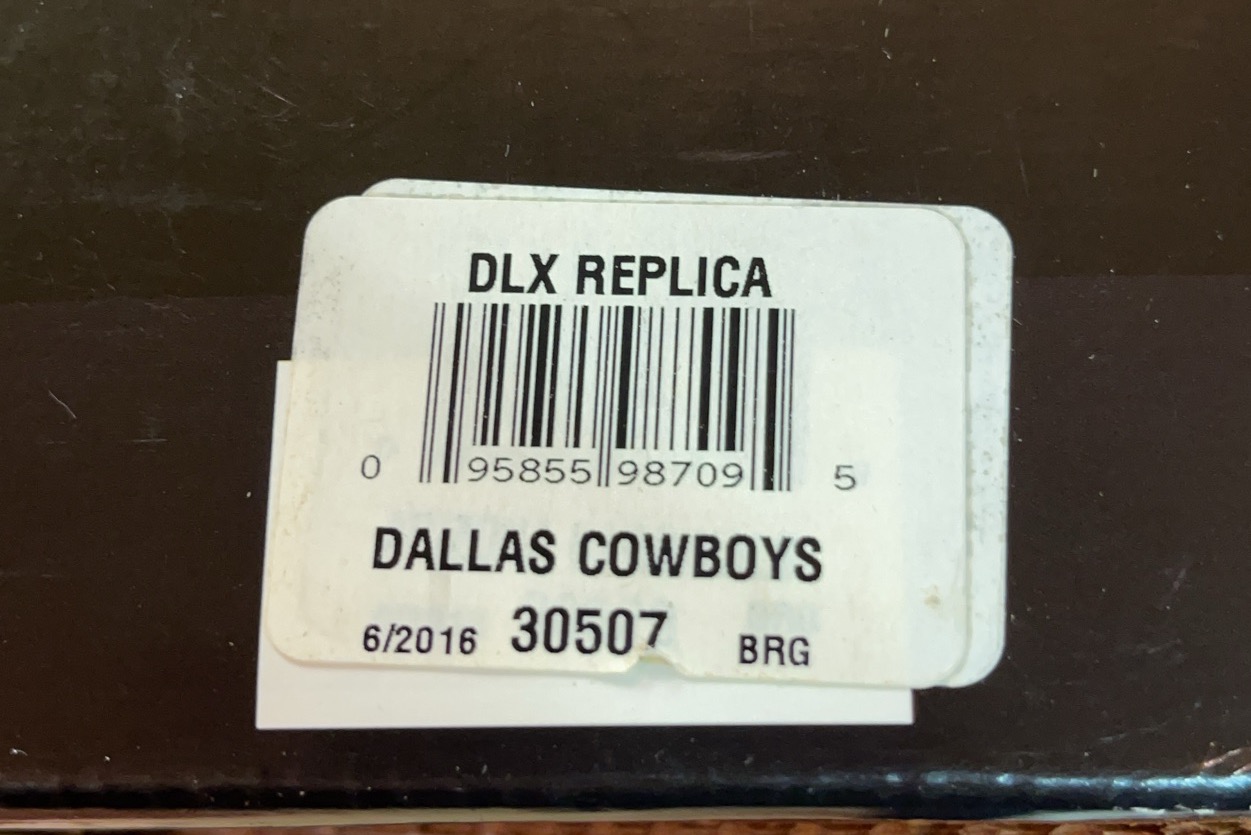 DLX REPLICA
0 95855 98709 5
DALLAS COWBOYS
6/2016 30507 BRG